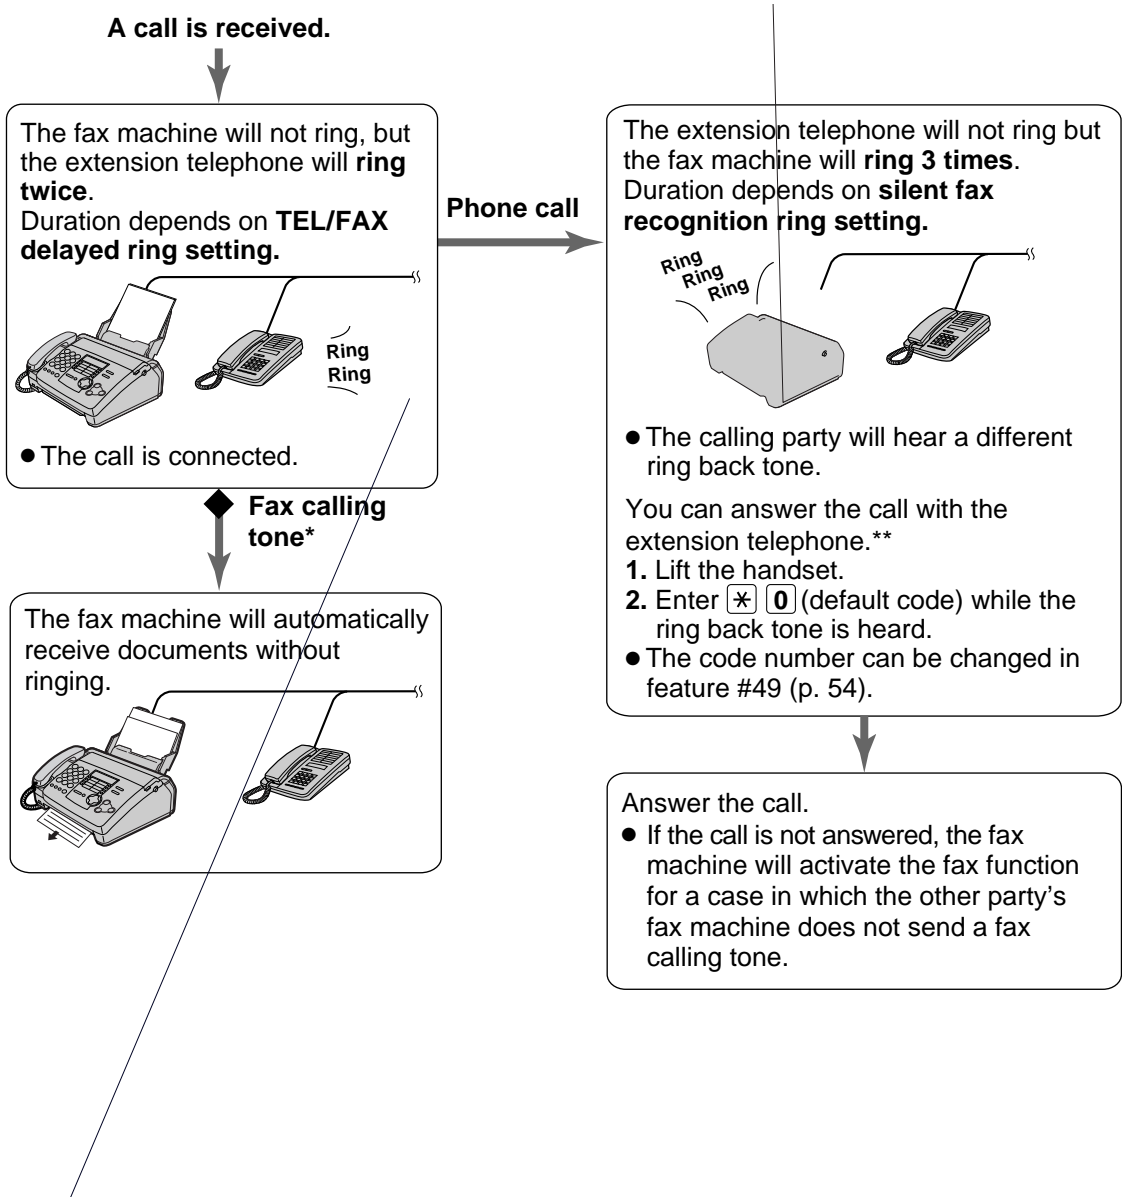 A call is received.
The fax machine will not ring, but
the extension telephone will ring
twice.
Duration depends on TEL/FAX
delayed ring setting.
Ring
Ring
● The call is connected.
Phone call
Fax calling
tone*
The fax machine will automatically
receive documents without
ringing.
The extension telephone will not ring but
the fax machine will ring 3 times.
Duration depends on silent fax
recognition ring setting.
Ring
Ring
Ring
● The calling party will hear a different
ring back tone.
You can answer the call with the
extension telephone.**
1. Lift the handset.
2. Enter * 0 (default code) while the
ring back tone is heard.
● The code number can be changed in
feature #49 (p. 54).
Answer the call.
● If the call is not answered, the fax
machine will activate the fax function
for a case in which the other party’s
fax machine does not send a fax
calling tone.